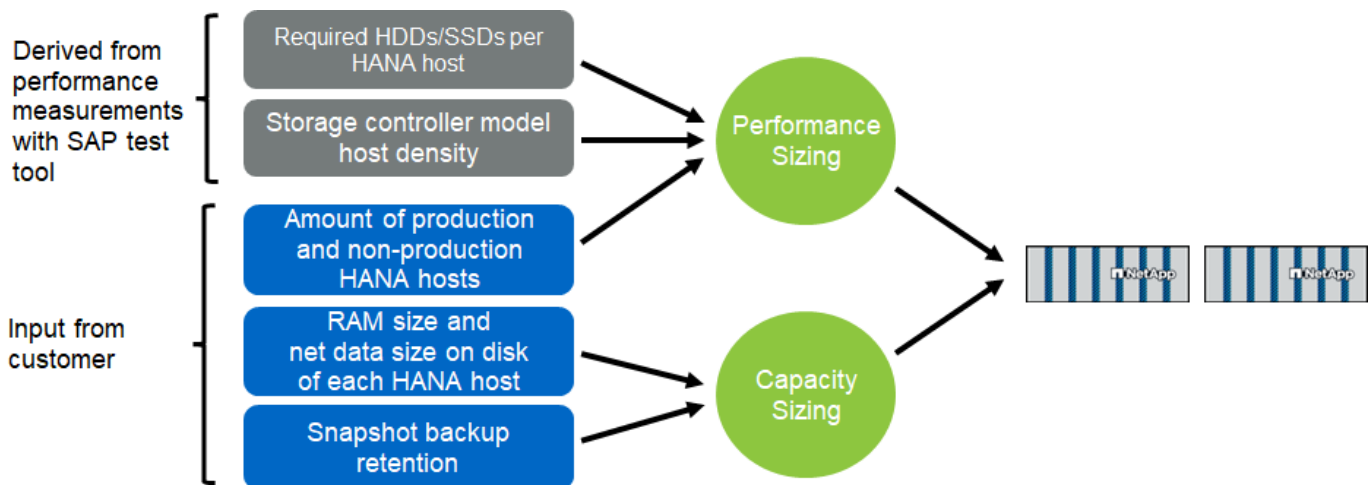 Derived from
performance
measurements
with SAP test
tool
Required HDDs/SSDs per
HANA host
Storage controller model
host density
Performance
Sizing
Input from
customer
Amount of production
and non-production
HANA hosts
RAM size and
net data size on disk
of each HANA host
Snapshot backup
retention
Capacity
Sizing
NetApp
NetApp